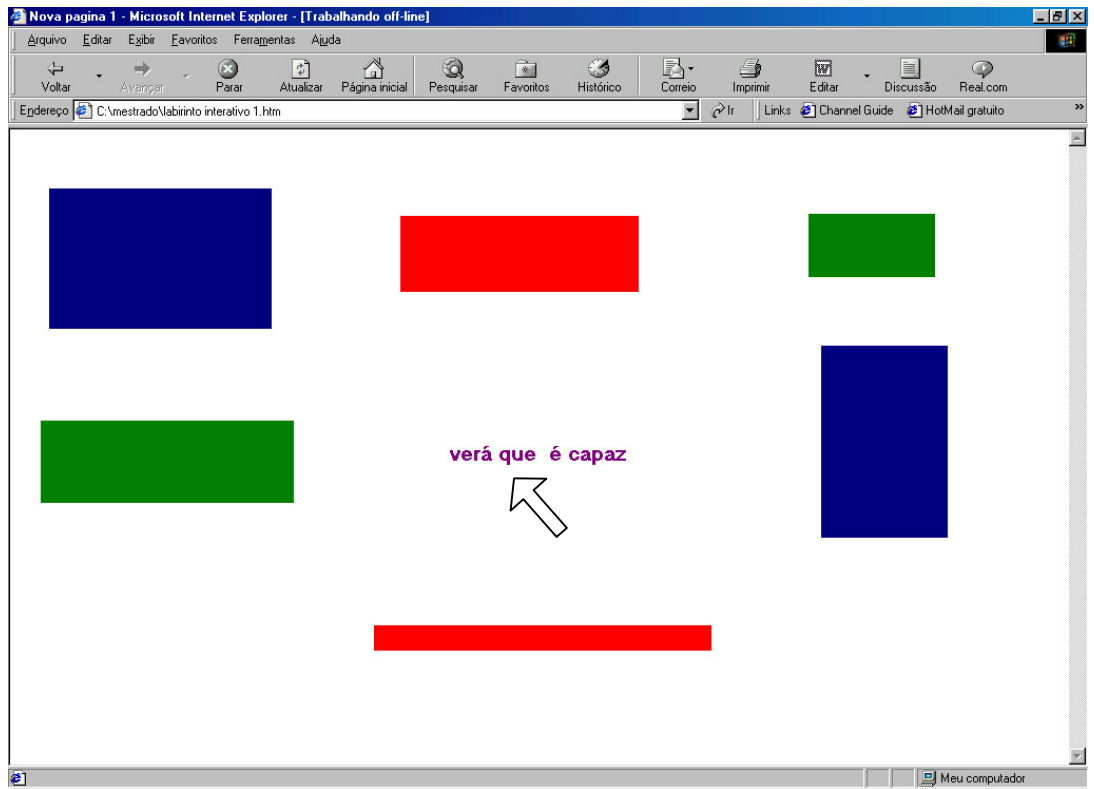 Nova pagina 1 - Microsoft Internet Explorer - [Trabalhando off-line]
Arquivo Editar Exibir Favoritos Ferramentas Ajuda
Voltar Avançar Parar Atualizar Página inicial Pesquisar Favoritos Histórico Correio Imprimir Editar Discussão Real.com
Endereço C:\mestrado\labirinto interativo 1.htm Ir Links Channel Guide HotMail gratuito »
verá que é capaz
Meu computador